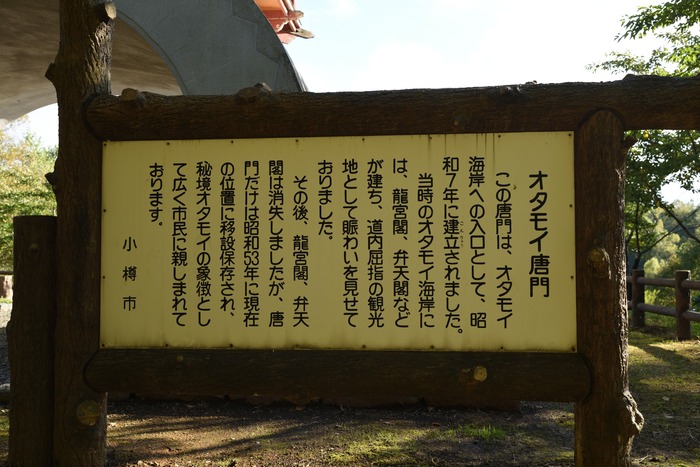 オタモイ唐門
この唐門は、オタモイ
海岸への入口として、昭
和7年に建立されました。
当時のオタモイ海岸に
は、龍宮閣、弁天閣など
が建ち、道内屈指の観光
地として賑わいを見せて
おりました。
その後、龍宮閣、弁天
閣は消失しましたが、唐
門だけは昭和53年に現在
の位置に移設保存され、
秘境オタモイの象徴とし
て広く市民に親しまれて
おります。
小樽市